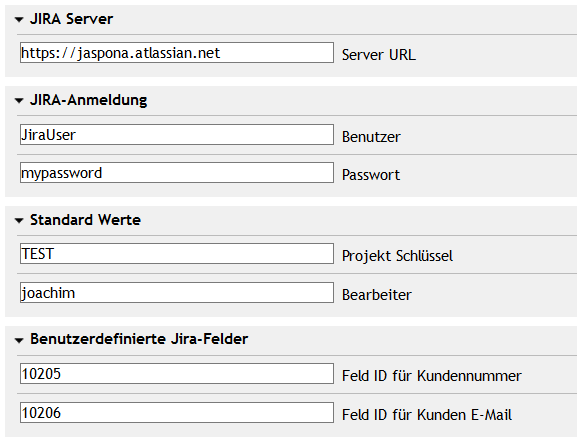 JIRA Server
https://jaspona.atlassian.net Server URL
JIRA-Anmeldung
JiraUser Benutzer
mypassword Passwort
Standard Werte
TEST Projekt Schlüssel
joachim Bearbeiter
Benutzerdefinierte Jira-Felder
10205 Feld ID für Kundennummer
10206 Feld ID für Kunden E-Mail